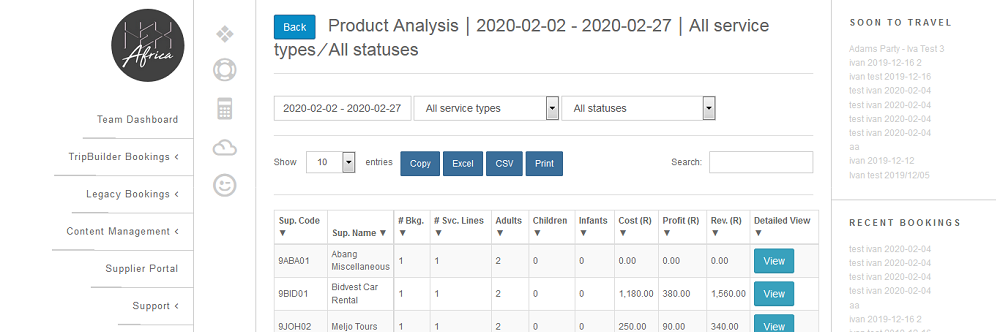 Africa
Team Dashboard
TripBuilder Bookings
Legacy Bookings
Content Management
Supplier Portal
Support
Back
Product Analysis | 2020-02-02 - 2020-02-27 | All service
types/All statuses
2020-02-02 - 2020-02-27 All service types All statuses
Show 10 entries Copy Excel CSV Print Search:
Sup. Code Sup. Name # Bkg. # Svc. Lines Adults Children Infants Cost (R) Profit (R) Rev. (R) Detailed View
9ABA01 Abang 1 1 2 0 0 0.00 0.00 0.00 View
Miscellaneous
9BID01 Bidvest Car 1 1 2 0 0 1,180.00 380.00 1,560.00 View
Rental
9JOH02 Meljo Tours 1 1 2 0 0 250.00 90.00 340.00 View
SOON TO TRAVEL
Adams Party - Iva Test 3
ivan 2019-12-16 2
ivan test 2019-12-16
test ivan 2020-02-04
test ivan 2020-02-04
test ivan 2020-02-04
test ivan 2020-02-04
aa
ivan 2019-12-12
ivan test 2019/12/05
RECENT BOOKINGS
test ivan 2020-02-04
test ivan 2020-02-04
test ivan 2020-02-04
test ivan 2020-02-04
aa
ivan 2019-12-16 2